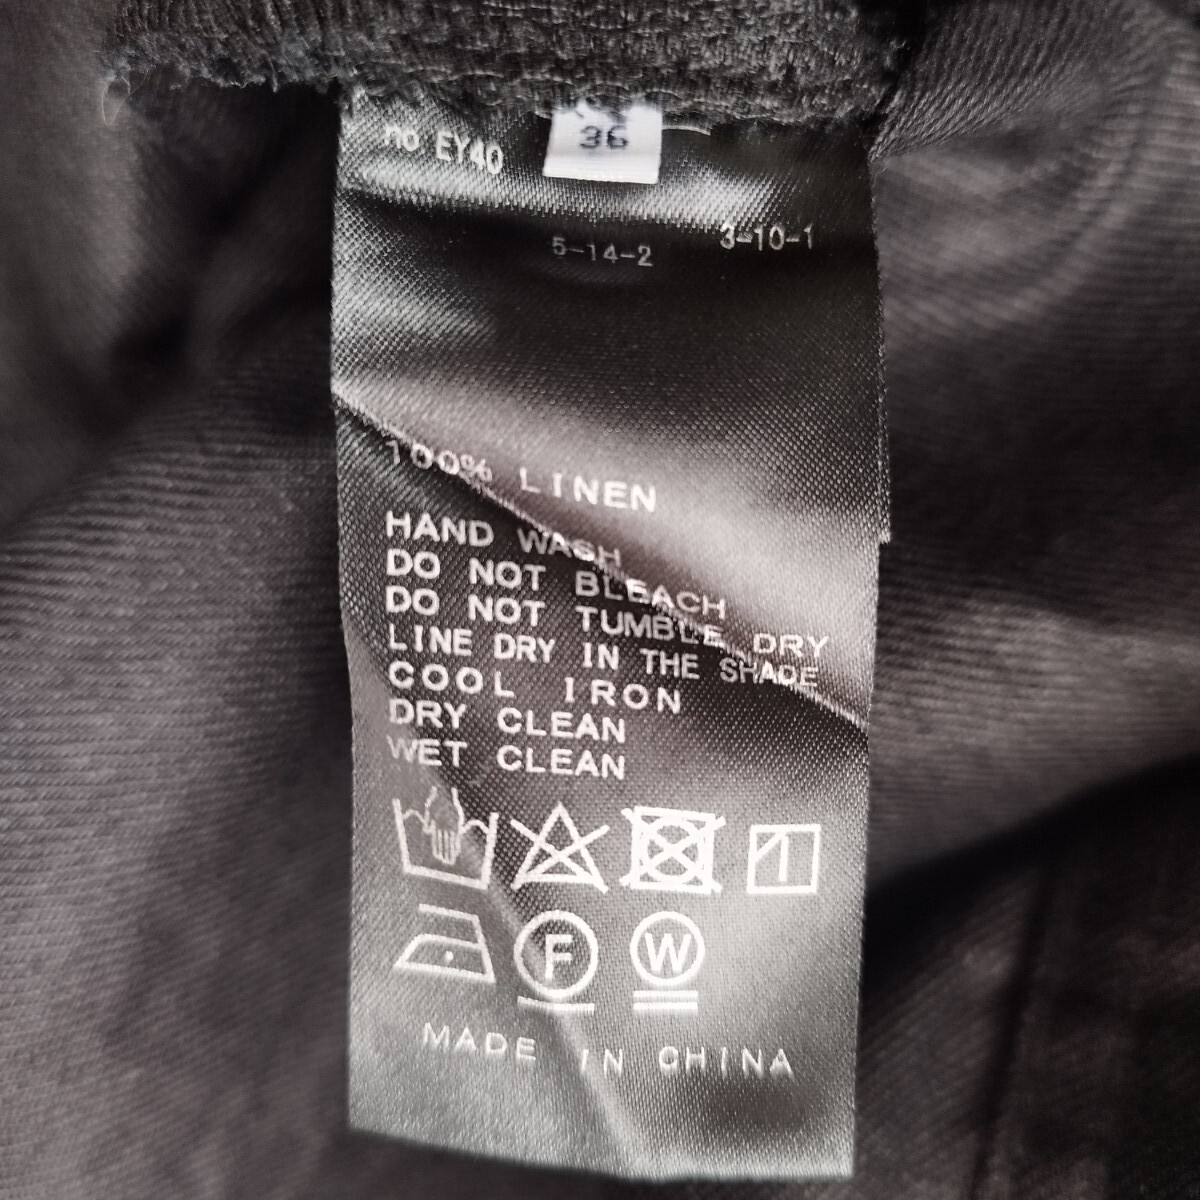 no EY40
36
5-14-2
3-10-1
100% LINEN
HAND WASH
DO NOT BLEACH
DO NOT TUMBLE DRY
LINE DRY IN THE SHADE
COOL IRON
DRY CLEAN
WET CLEAN
F
W
MADE IN CHINA